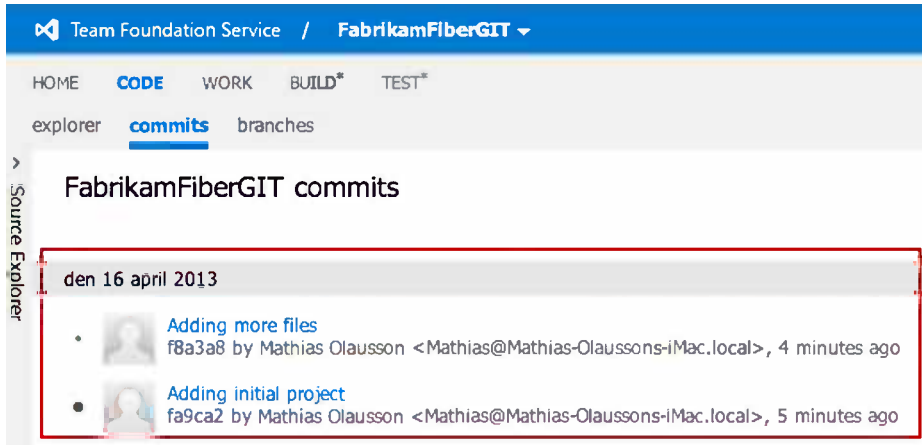 Team Foundation Service / FabrikamFiberGIT
HOME CODE WORK BUILD* TEST*
explorer commits branches
Source Explorer
FabrikamFiberGIT commits
den 16 april 2013
Adding more files
f8a3a8 by Mathias Olausson <Mathias@Mathias-Olaussons-iMac.local>, 4 minutes ago
Adding initial project
fa9ca2 by Mathias Olausson <Mathias@Mathias-Olaussons-iMac.local>, 5 minutes ago